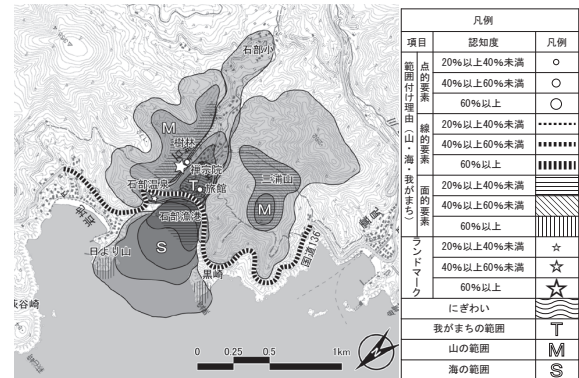 石部小
M
樹林
禅宗院
T
旅館
石部温泉
二浦山
石部漁港
M
S
日より山
黒崎
国道136
灰谷崎
0 0.25 0.5 1km
凡例
項目 認知度 凡例
範囲付け理由（山・海・我がまち）
点的要素
20％以上40％未満
40％以上60％未満
60％以上
線的要素
20％以上40％未満
40％以上60％未満
60％以上
面的要素
20％以上40％未満
40％以上60％未満
60％以上
ランドマーク
20％以上40％未満
40％以上60％未満
60％以上
にぎわい
我がまちの範囲 T
山の範囲 M
海の範囲 S